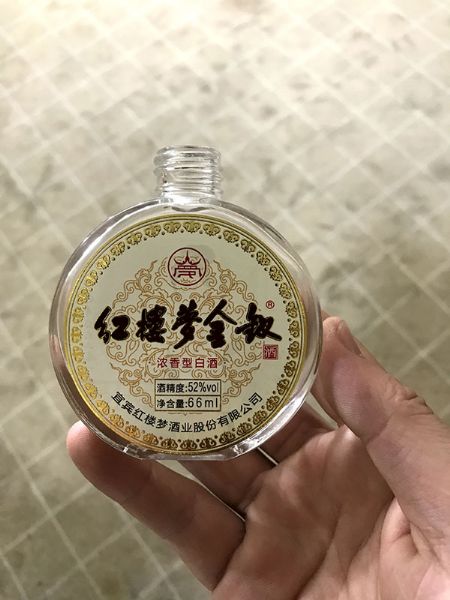 红楼梦金钗®
酒
浓香型白酒
酒精度:52%vol
净含量:66ml
宜宾红楼梦酒业股份有限公司